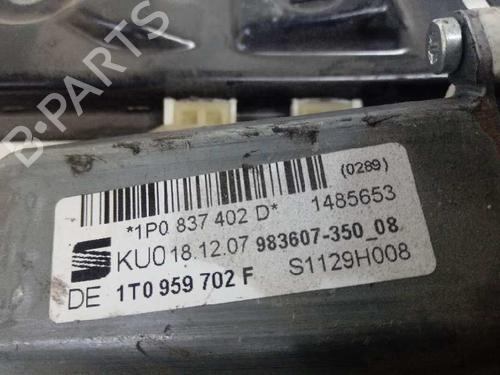 B-PARTS
(0289)
*1P0 837 402 D* 1485653
KU0 18.12.07 983607-350_08
DE 1T0 959 702 F S1129H008